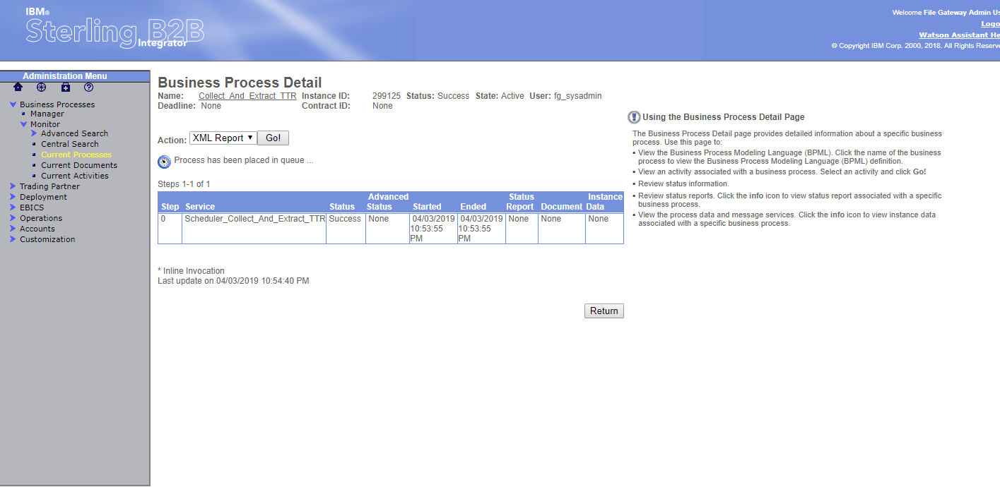 IBM®
Sterling B2B
Integrator
Welcome File Gateway Admin Us
Logo
Watson Assistant He
© Copyright IBM Corp. 2000, 2018. All Rights Reserve
Administration Menu
Business Processes
Manager
Monitor
Advanced Search
Central Search
Current Processes
Current Documents
Current Activities
Trading Partner
Deployment
EBICS
Operations
Accounts
Customization
Business Process Detail
Name: Collect_And_Extract_TTR Instance ID: 299125 Status: Success State: Active User: fg_sysadmin
Deadline: None Contract ID: None
Action: XML Report ▼ Go!
Process has been placed in queue ...
Steps 1-1 of 1
Step Service Status Advanced Status Started Ended Status Report Document Instance Data
0 Scheduler_Collect_And_Extract_TTR Success None 04/03/2019 10:53:55 PM 04/03/2019 10:53:55 PM None None None
* Inline Invocation
Last update on 04/03/2019 10:54:40 PM
Return
Using the Business Process Detail Page
The Business Process Detail page provides detailed information about a specific business
process. Use this page to:
• View the Business Process Modeling Language (BPML). Click the name of the business
process to view the Business Process Modeling Language (BPML) definition.
• View an activity associated with a business process. Select an activity and click Go!
• Review status information.
• Review status reports. Click the info icon to view status report associated with a specific
business process.
• View the process data and message services. Click the info icon to view instance data
associated with a specific business process.